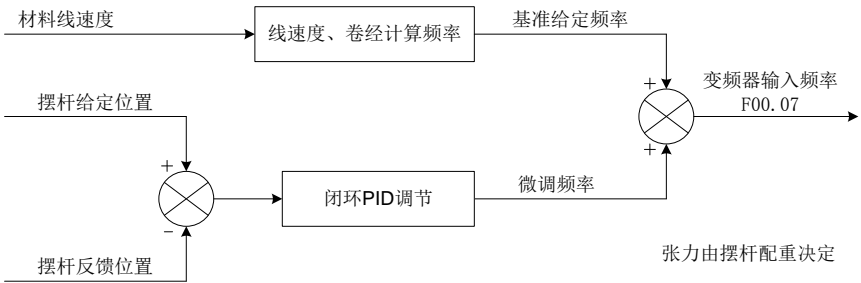 材料线速度
线速度、卷经计算频率
基准给定频率
+
变频器输入频率
F00.07
摆杆给定位置
+
+
闭环PID调节
微调频率
-
摆杆反馈位置
张力由摆杆配重决定